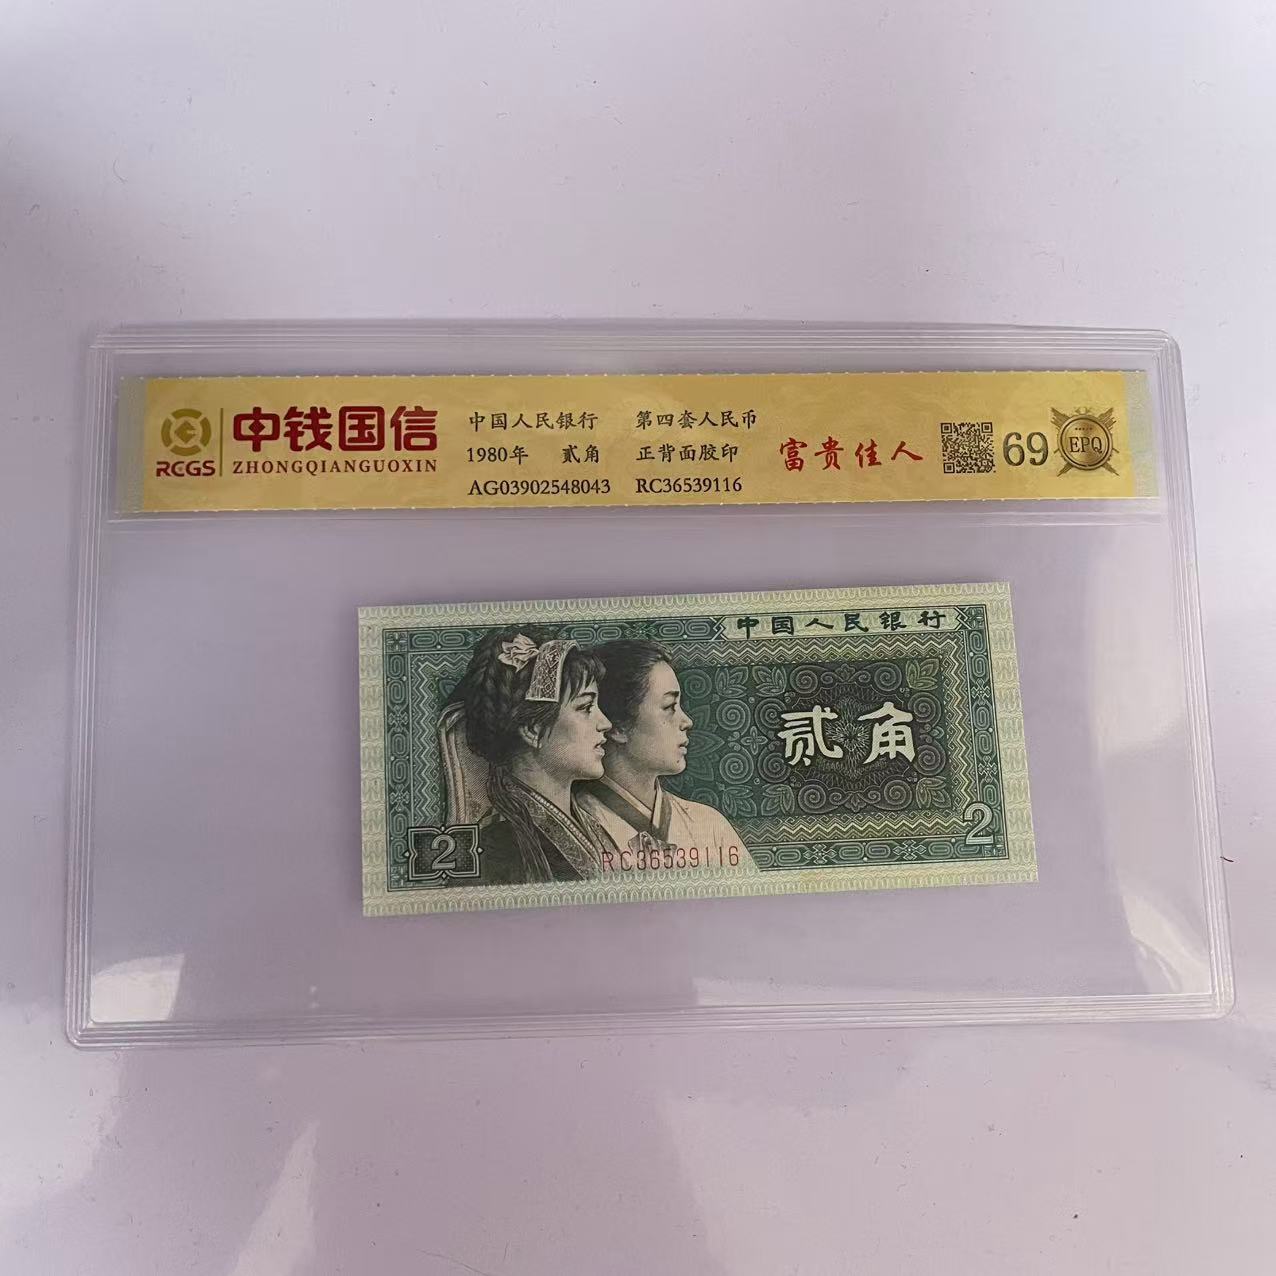 RCGS
中钱国信
ZHONGQIANGUOXIN
中国人民银行 第四套人民币
1980年 贰角 正背面胶印
AG03902548043 RC36539116
富贵佳人
69
EPQ
中国人民银行
贰角
2
2
RC36539116